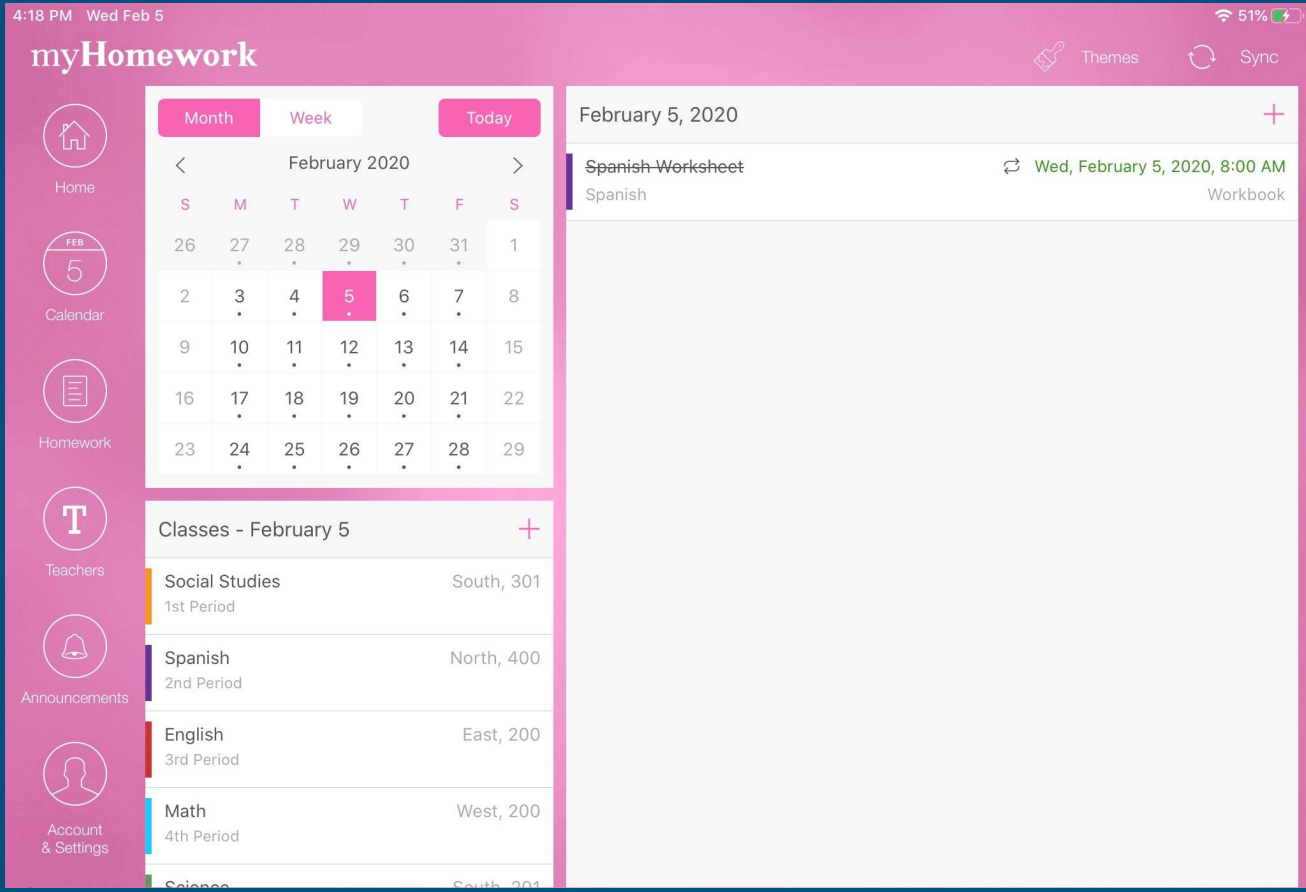 4:18 PM Wed Feb 5
51%
myHomework
Themes
Sync
Home
FEB
5
Calendar
Homework
T
Teachers
Announcements
Account
& Settings
Month Week Today
February 2020
S M T W T F S
26 27 28 29 30 31 1
2 3 4 5 6 7 8
9 10 11 12 13 14 15
16 17 18 19 20 21 22
23 24 25 26 27 28 29
Classes - February 5
Social Studies South, 301
1st Period
Spanish North, 400
2nd Period
English East, 200
3rd Period
Math West, 200
4th Period
Science South, 201
February 5, 2020
Spanish Worksheet Wed, February 5, 2020, 8:00 AM
Spanish Workbook